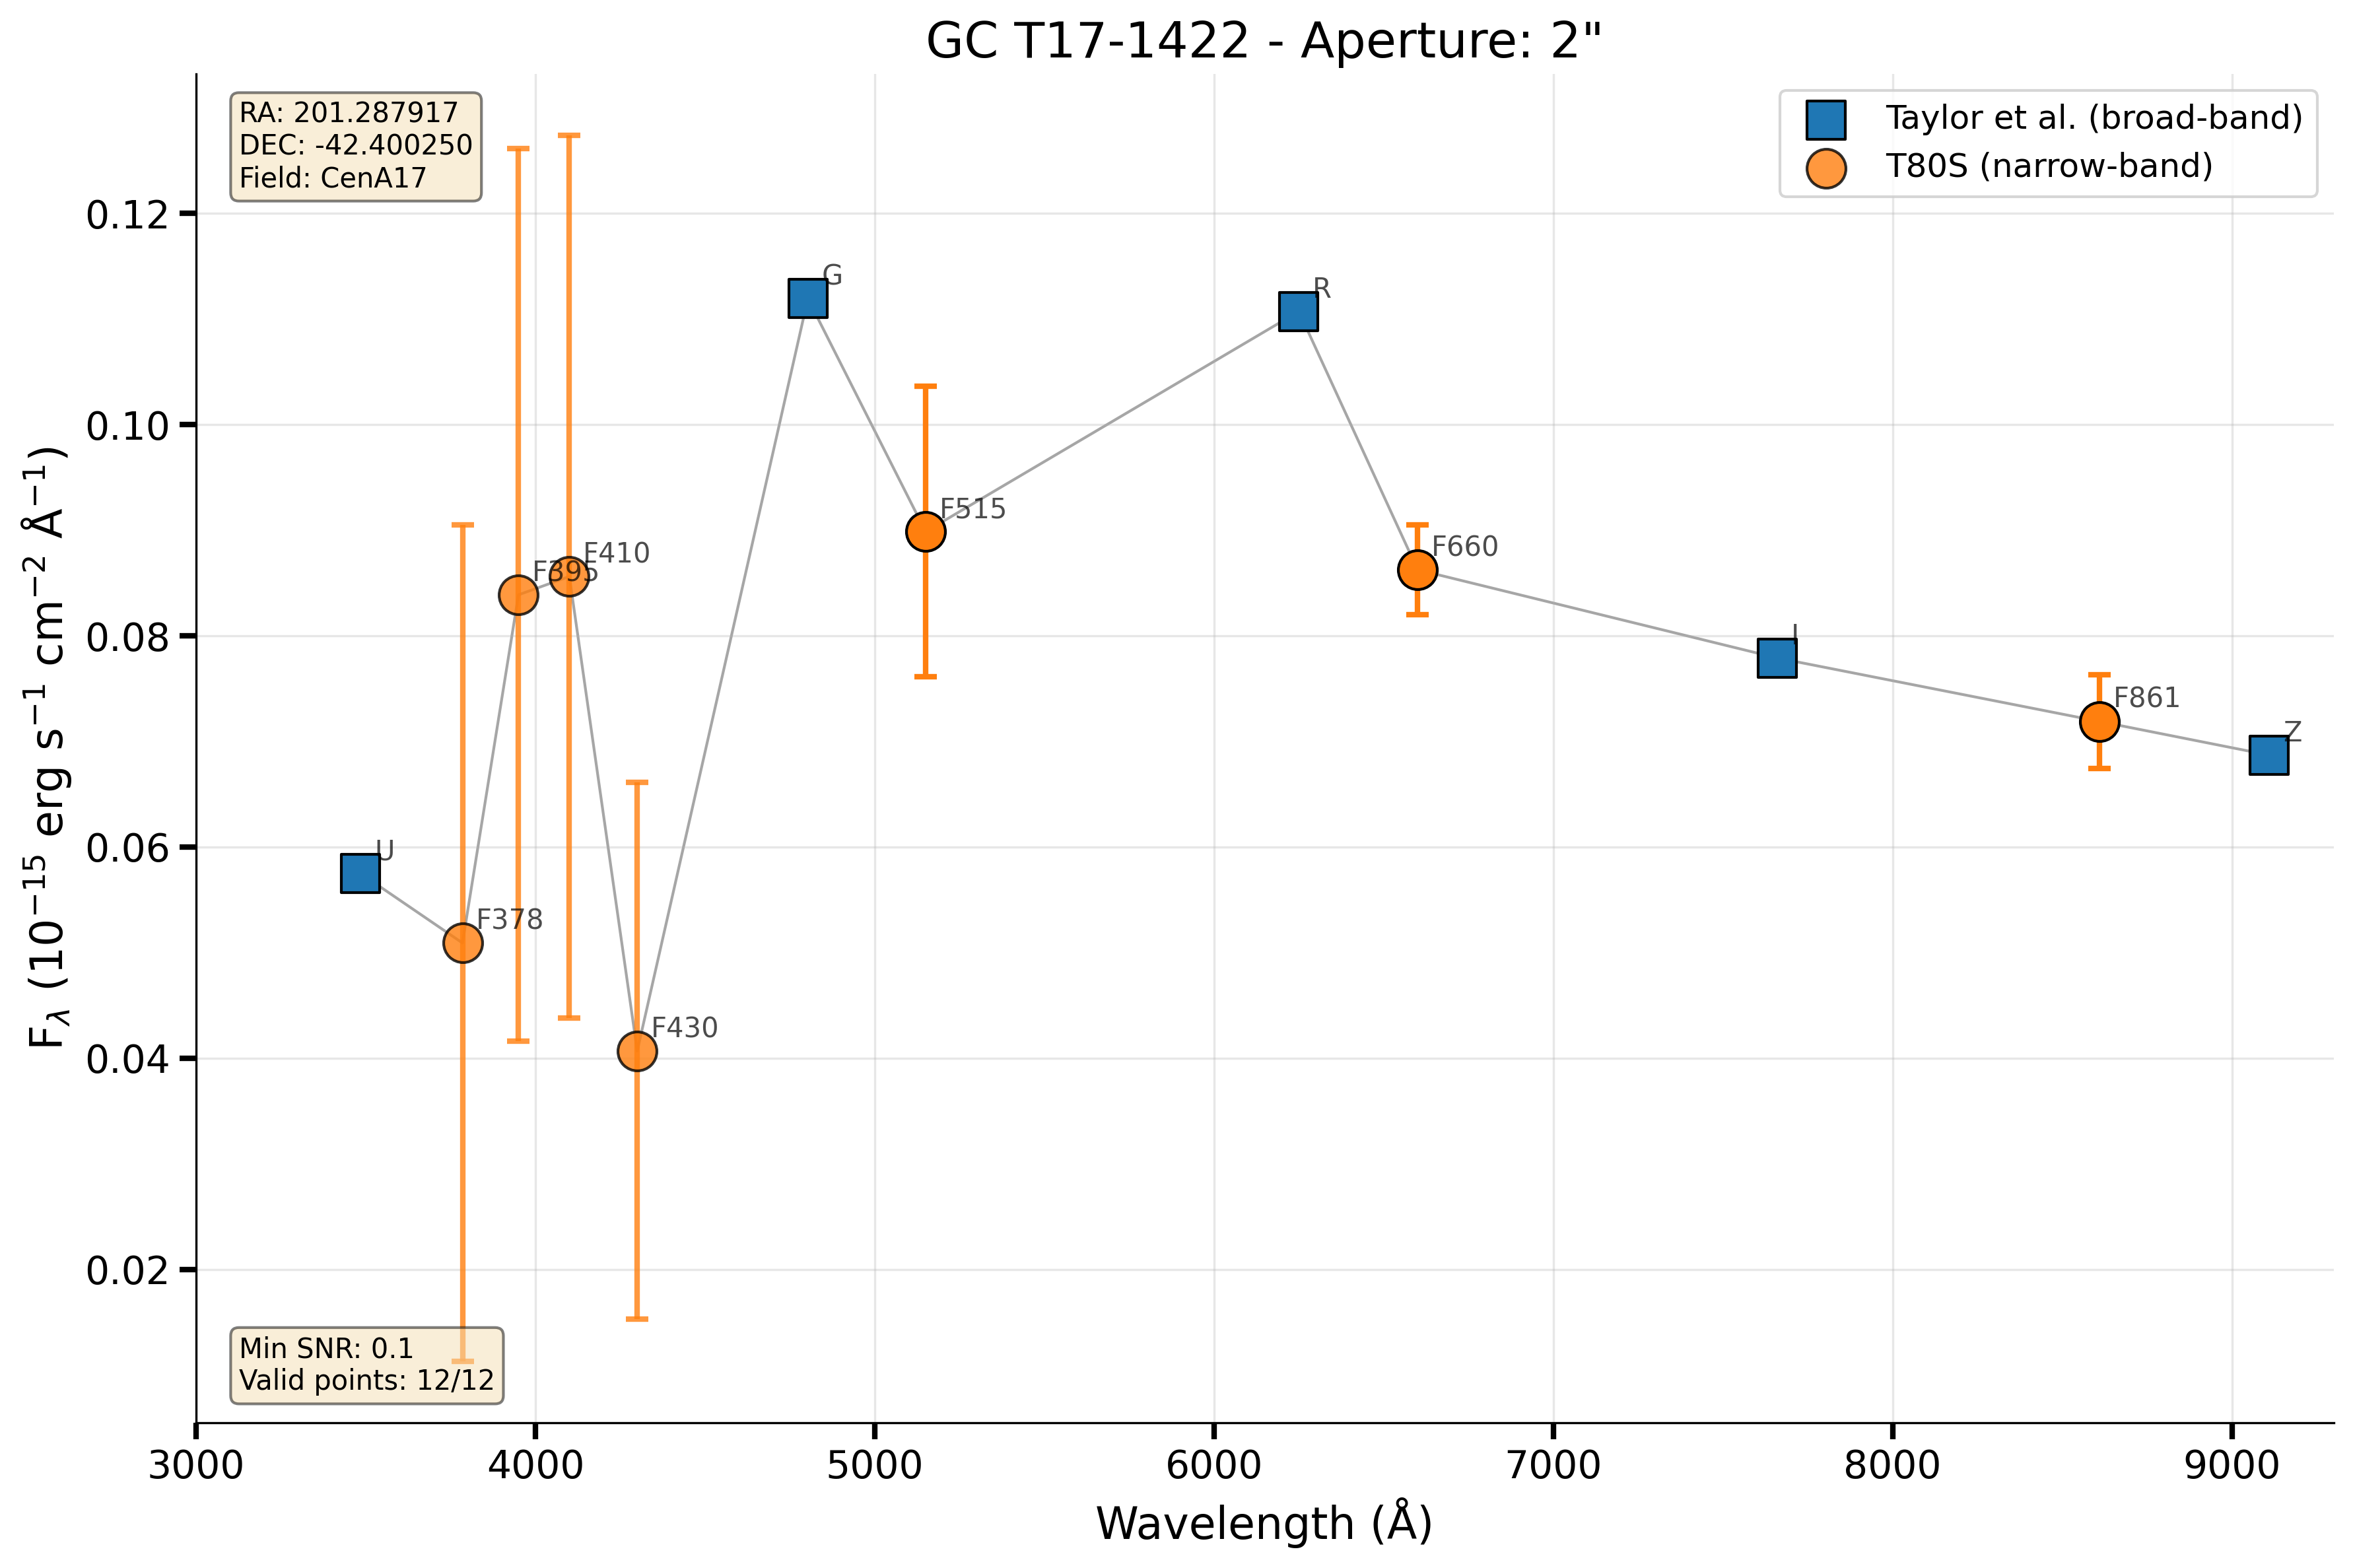 GC T17-1422 - Aperture: 2"
RA: 201.287917
DEC: -42.400250
Field: CenA17
Taylor et al. (broad-band)
T80S (narrow-band)
0.12
0.10
0.08
0.06
0.04
0.02
F_λ (10⁻¹⁵ erg s⁻¹ cm⁻² Å⁻¹)
U
F378
F395
F410
F430
G
F515
R
F660
I
F861
Z
Min SNR: 0.1
Valid points: 12/12
3000 4000 5000 6000 7000 8000 9000
Wavelength (Å)